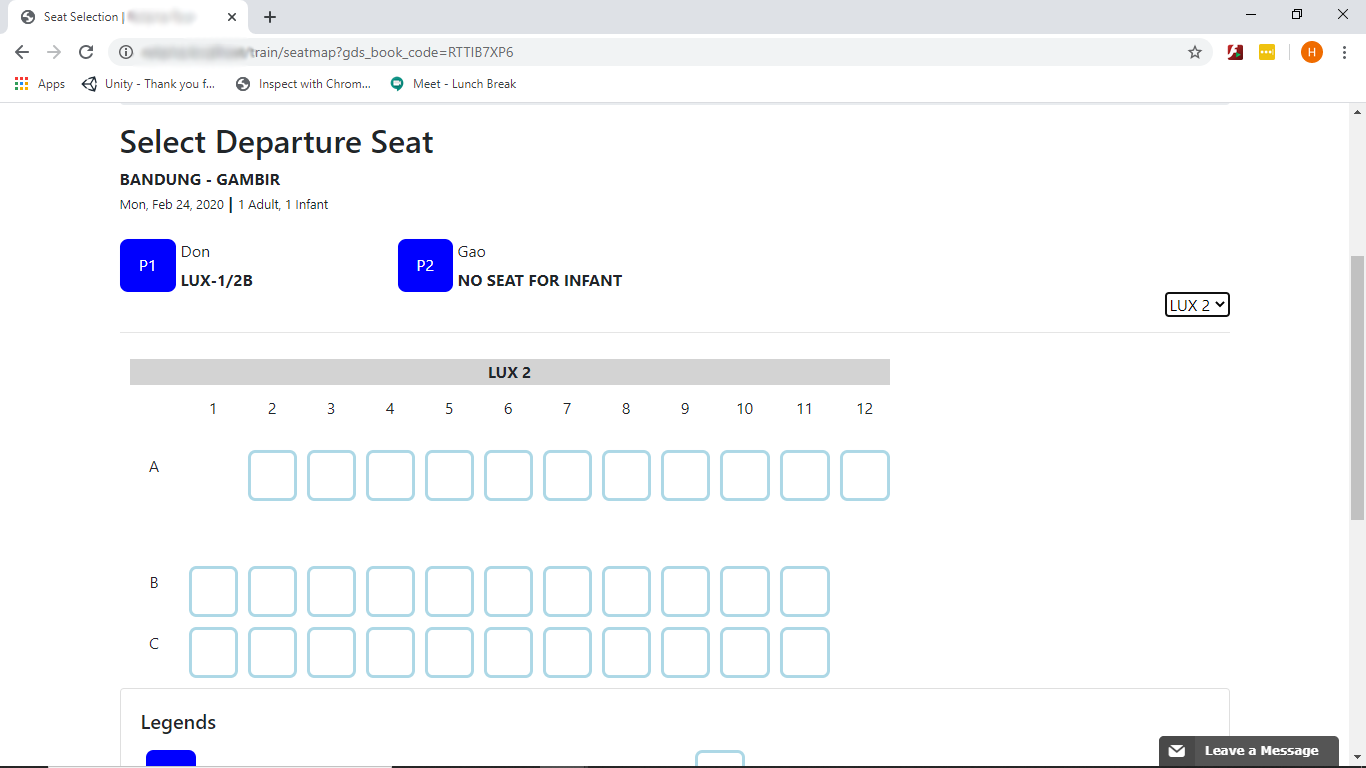 Seat Selection |
train/seatmap?gds_book_code=RTTIB7XP6
H
Apps
Unity - Thank you f...
Inspect with Chrom...
Meet - Lunch Break
Select Departure Seat
BANDUNG - GAMBIR
Mon, Feb 24, 2020 | 1 Adult, 1 Infant
P1
Don
LUX-1/2B
P2
Gao
NO SEAT FOR INFANT
LUX 2
LUX 2
1 2 3 4 5 6 7 8 9 10 11 12
A
B
C
Legends
Leave a Message